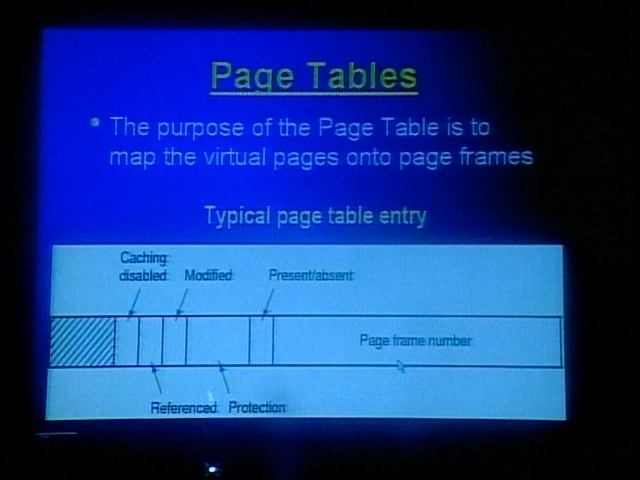 Page Tables
• The purpose of the Page Table is to
map the virtual pages onto page frames
Typical page table entry
Caching
disabled
Modified
Present/absent
Page frame number
Referenced
Protection